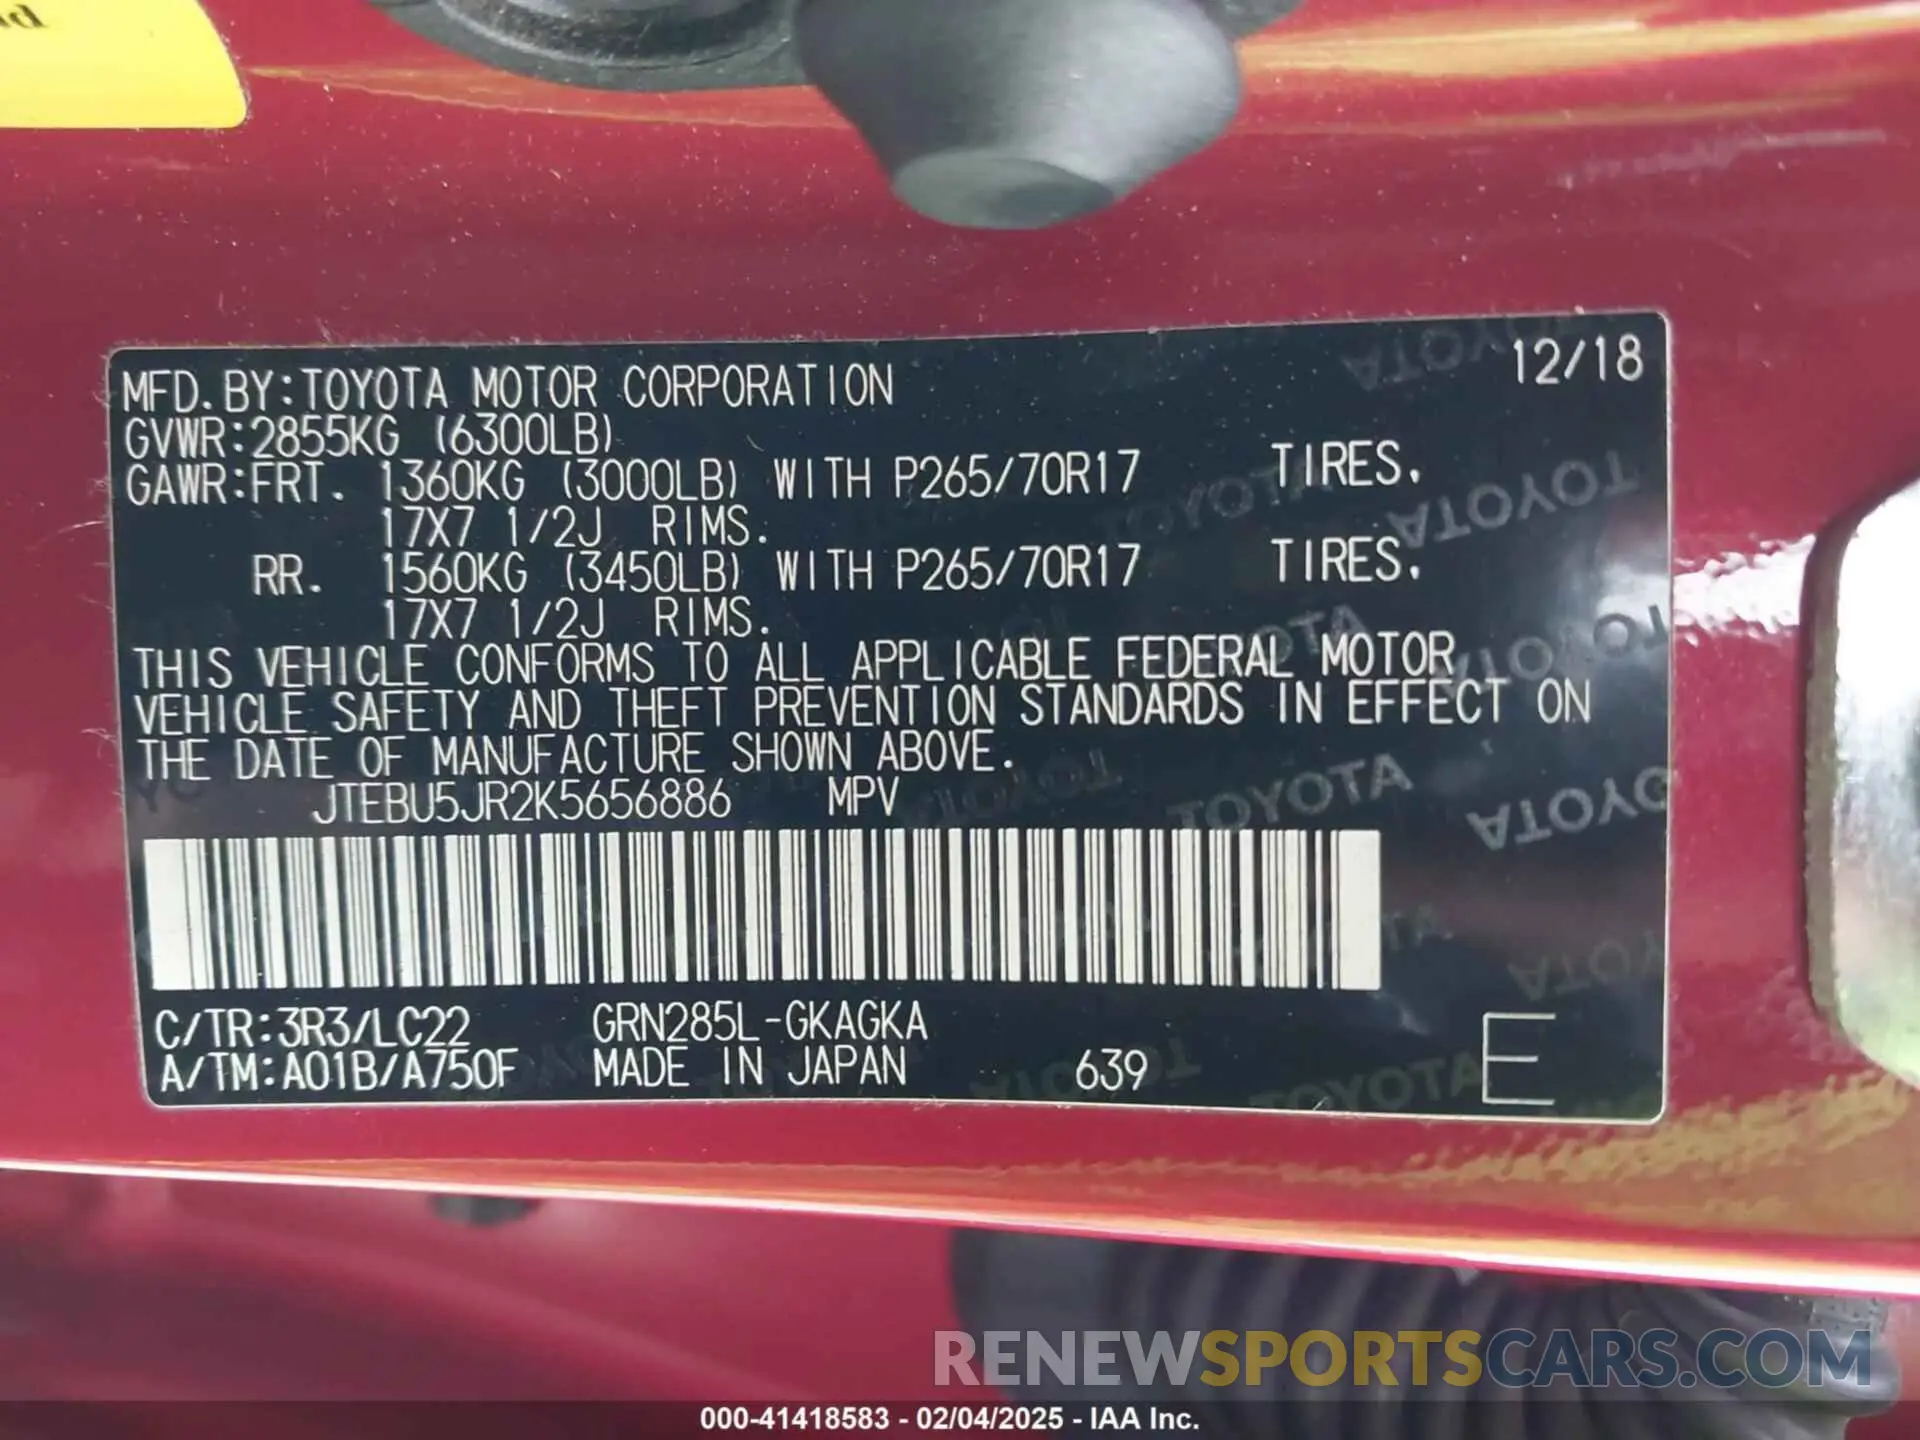 12/18
MFD.BY:TOYOTA MOTOR CORPORATION
GVWR:2855KG (6300LB)
GAWR:FRT. 1360KG (3000LB) WITH P265/70R17 TIRES.
17X7 1/2J RIMS.
RR. 1560KG (3450LB) WITH P265/70R17 TIRES.
17X7 1/2J RIMS.
THIS VEHICLE CONFORMS TO ALL APPLICABLE FEDERAL MOTOR
VEHICLE SAFETY AND THEFT PREVENTION STANDARDS IN EFFECT ON
THE DATE OF MANUFACTURE SHOWN ABOVE.
JTEBU5JR2K5656886 MPV
C/TR:3R3/LC22 GRN285L-GKAGKA
A/TM:A01B/A750F MADE IN JAPAN 639 E
RENEWSPORTSCARS.COM
000-41418583 - 02/04/2025 - IAA Inc.